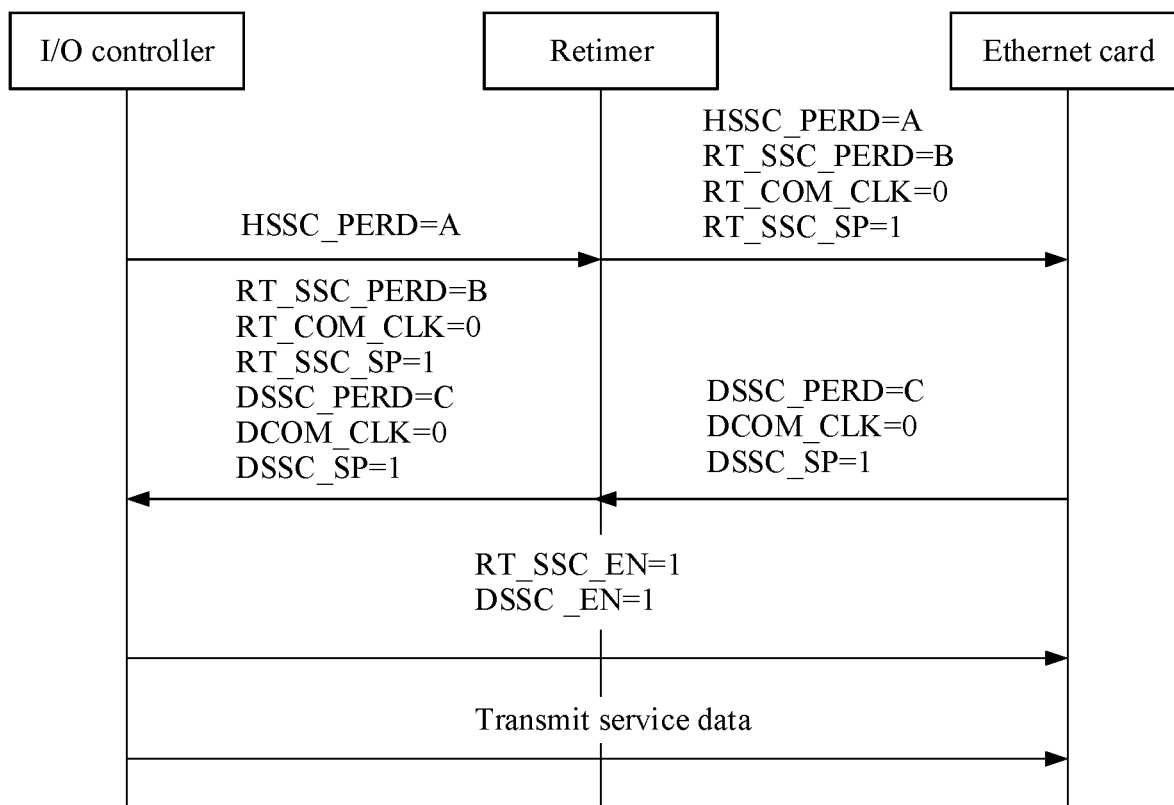 I/O controller
Retimer
Ethernet card
HSSC_PERD=A
RT_SSC_PERD=B
RT_COM_CLK=0
RT_SSC_SP=1
HSSC_PERD=A
RT_SSC_PERD=B
RT_COM_CLK=0
RT_SSC_SP=1
DSSC_PERD=C
DCOM_CLK=0
DSSC_SP=1
DSSC_PERD=C
DCOM_CLK=0
DSSC_SP=1
RT_SSC_EN=1
DSSC _EN=1
Transmit service data